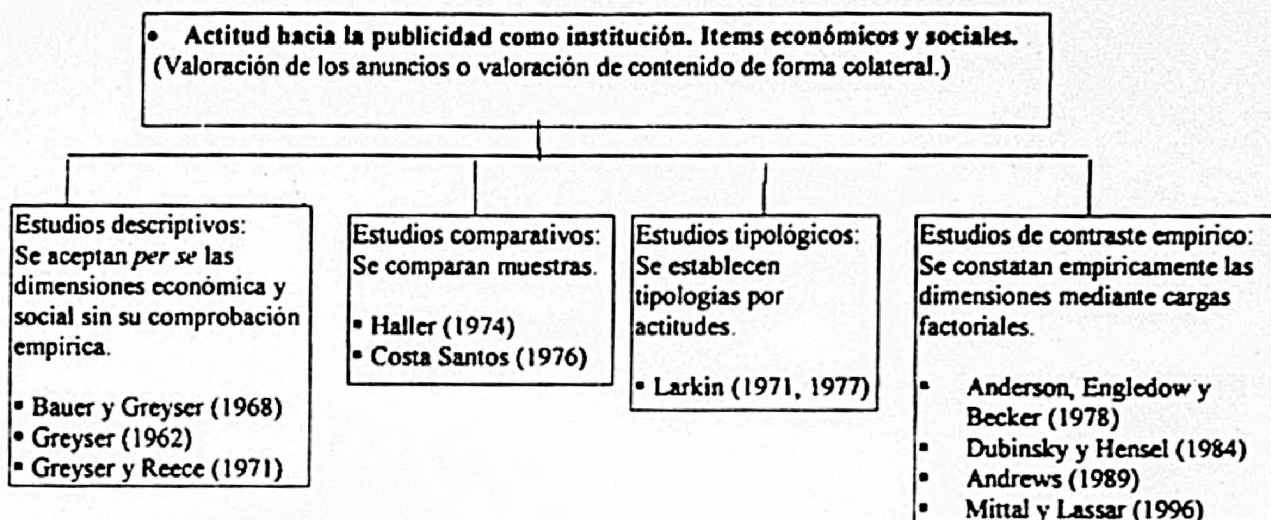 • Actitud hacia la publicidad como institución. Items económicos y sociales.
(Valoración de los anuncios o valoración de contenido de forma colateral.)
Estudios descriptivos:
Se aceptan per se las
dimensiones económica y
social sin su comprobación
empirica.
▪ Bauer y Greyser (1968)
▪ Greyser (1962)
▪ Greyser y Reece (1971)
Estudios comparativos:
Se comparan muestras.
▪ Haller (1974)
▪ Costa Santos (1976)
Estudios tipológicos:
Se establecen
tipologías por
actitudes.
▪ Larkin (1971, 1977)
Estudios de contraste empírico:
Se constatan empiricamente las
dimensiones mediante cargas
factoriales.
▪ Anderson, Engledow y
Becker (1978)
▪ Dubinsky y Hensel (1984)
▪ Andrews (1989)
▪ Mittal y Lassar (1996)